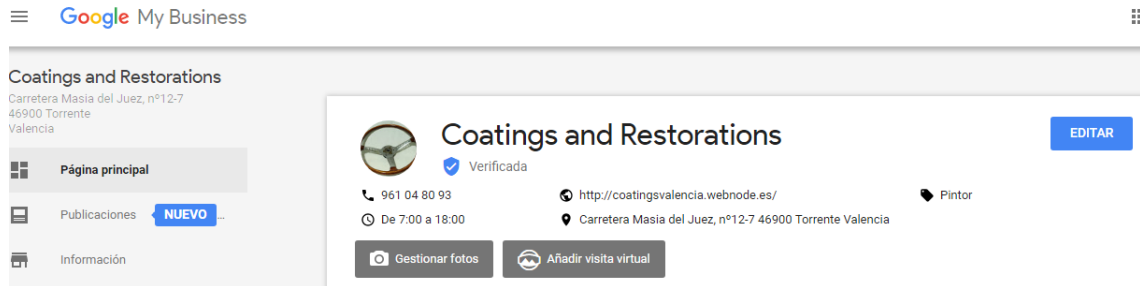 Google My Business
Coatings and Restorations
Carretera Masia del Juez, nº12-7
46900 Torrente
Valencia
Página principal
Publicaciones NUEVO ...
Información
Coatings and Restorations
EDITAR
Verificada
961 04 80 93 http://coatingsvalencia.webnode.es/ Pintor
De 7:00 a 18:00 Carretera Masia del Juez, nº12-7 46900 Torrente Valencia
Gestionar fotos Añadir visita virtual